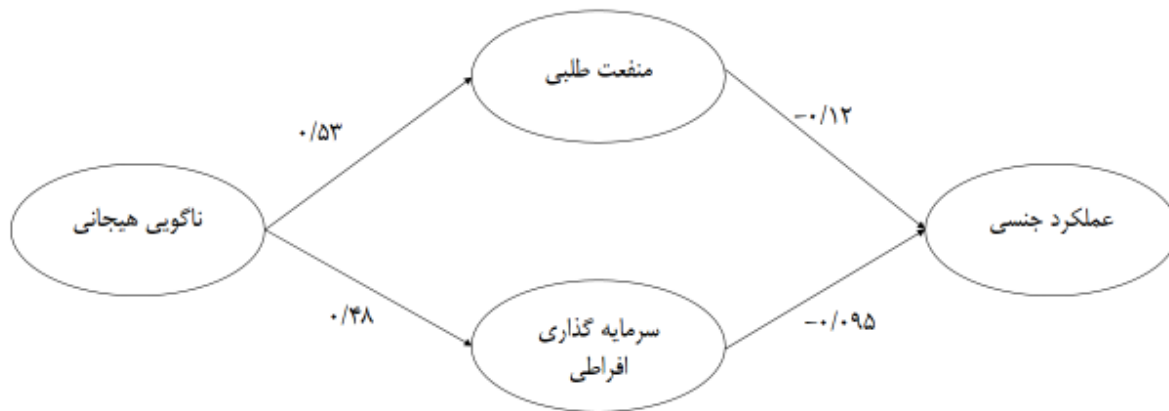 منفعت طلبی
۰/۵۳
-۰/۱۲
ناگویی هیجانی
عملکرد جنسی
۰/۴۸
-۰/۰۹۵
سرمایه گذاری
افراطی